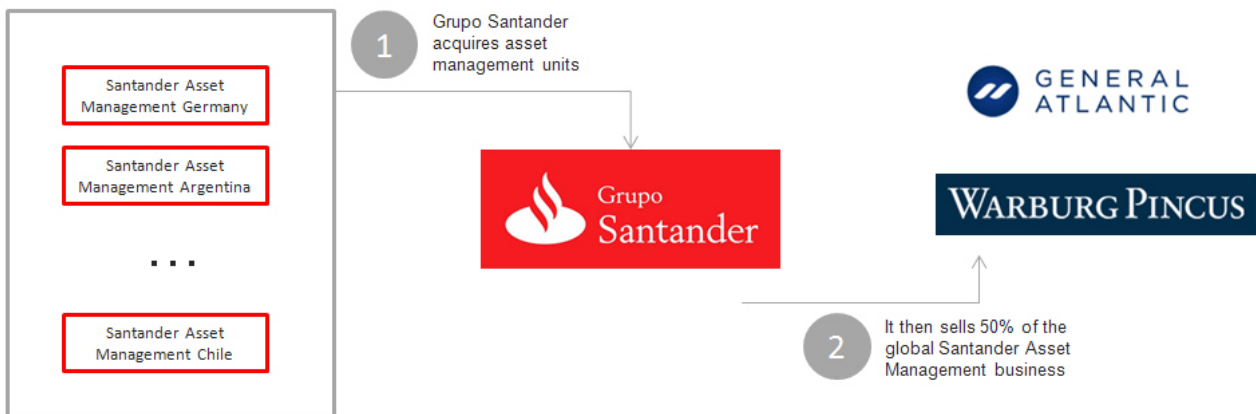 Santander Asset
Management Germany
Santander Asset
Management Argentina
...
Santander Asset
Management Chile
1
Grupo Santander
acquires asset
management units
Grupo
Santander
GENERAL
ATLANTIC
WARBURG PINCUS
2
It then sells 50% of the
global Santander Asset
Management business